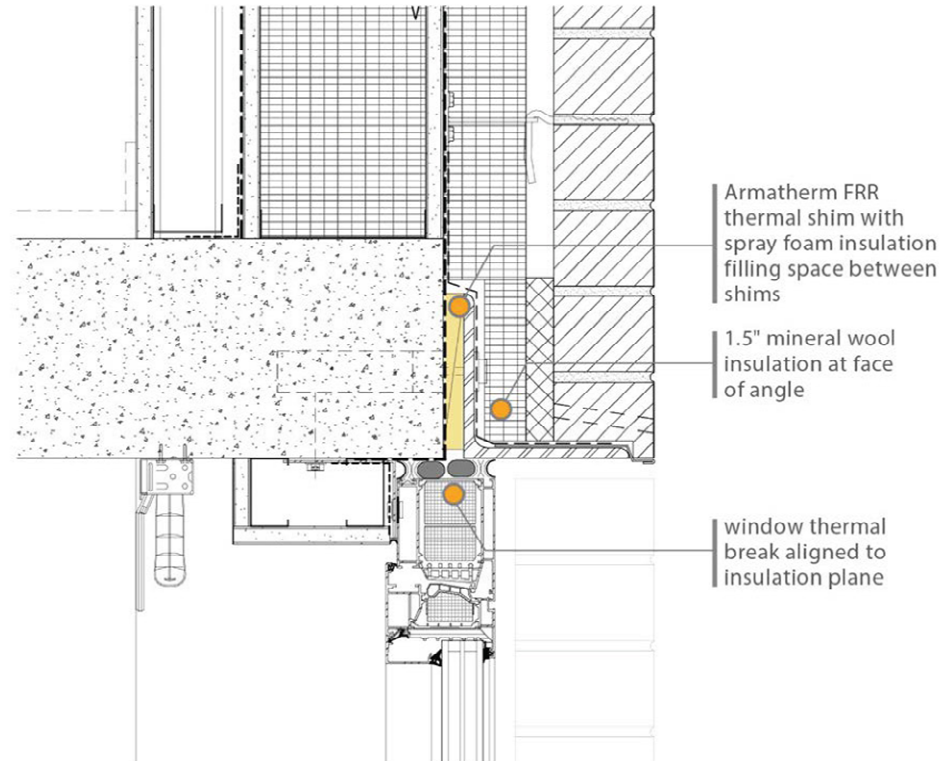 Armatherm FRR
thermal shim with
spray foam insulation
filling space between
shims
1.5" mineral wool
insulation at face
of angle
window thermal
break aligned to
insulation plane